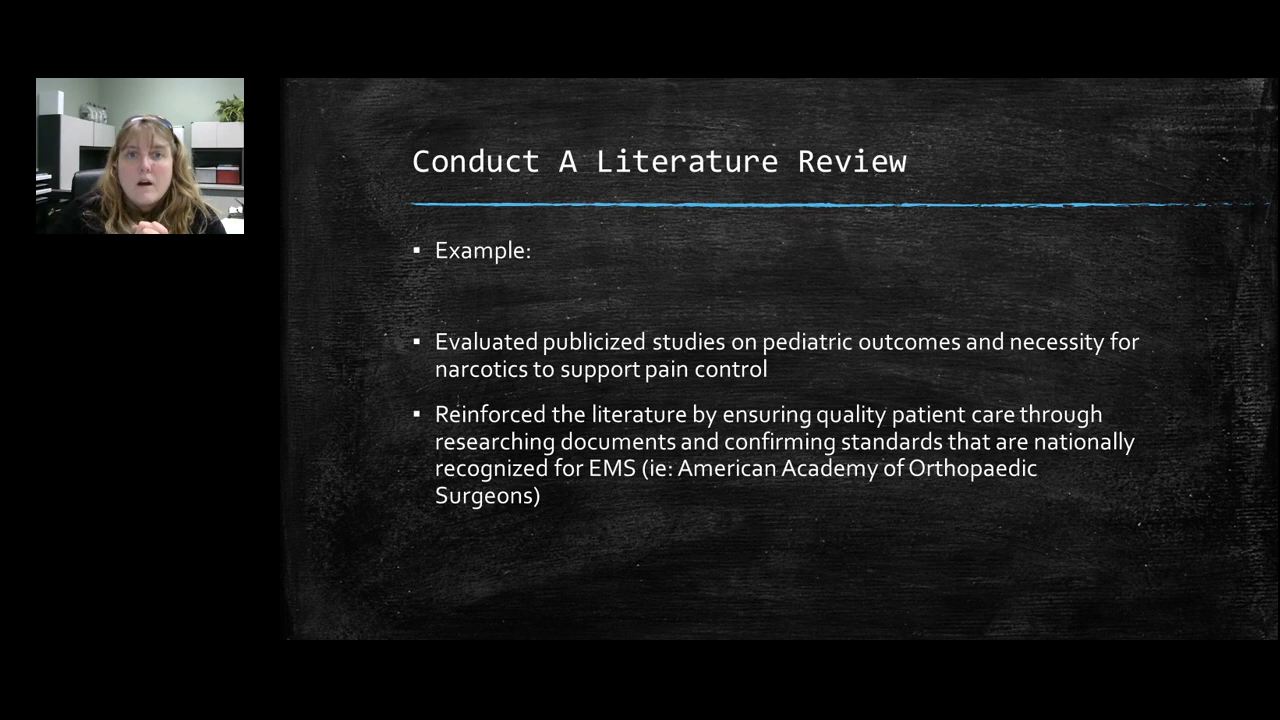 Conduct A Literature Review
▪ Example:
▪ Evaluated publicized studies on pediatric outcomes and necessity for
narcotics to support pain control
▪ Reinforced the literature by ensuring quality patient care through
researching documents and confirming standards that are nationally
recognized for EMS (ie: American Academy of Orthopaedic
Surgeons)